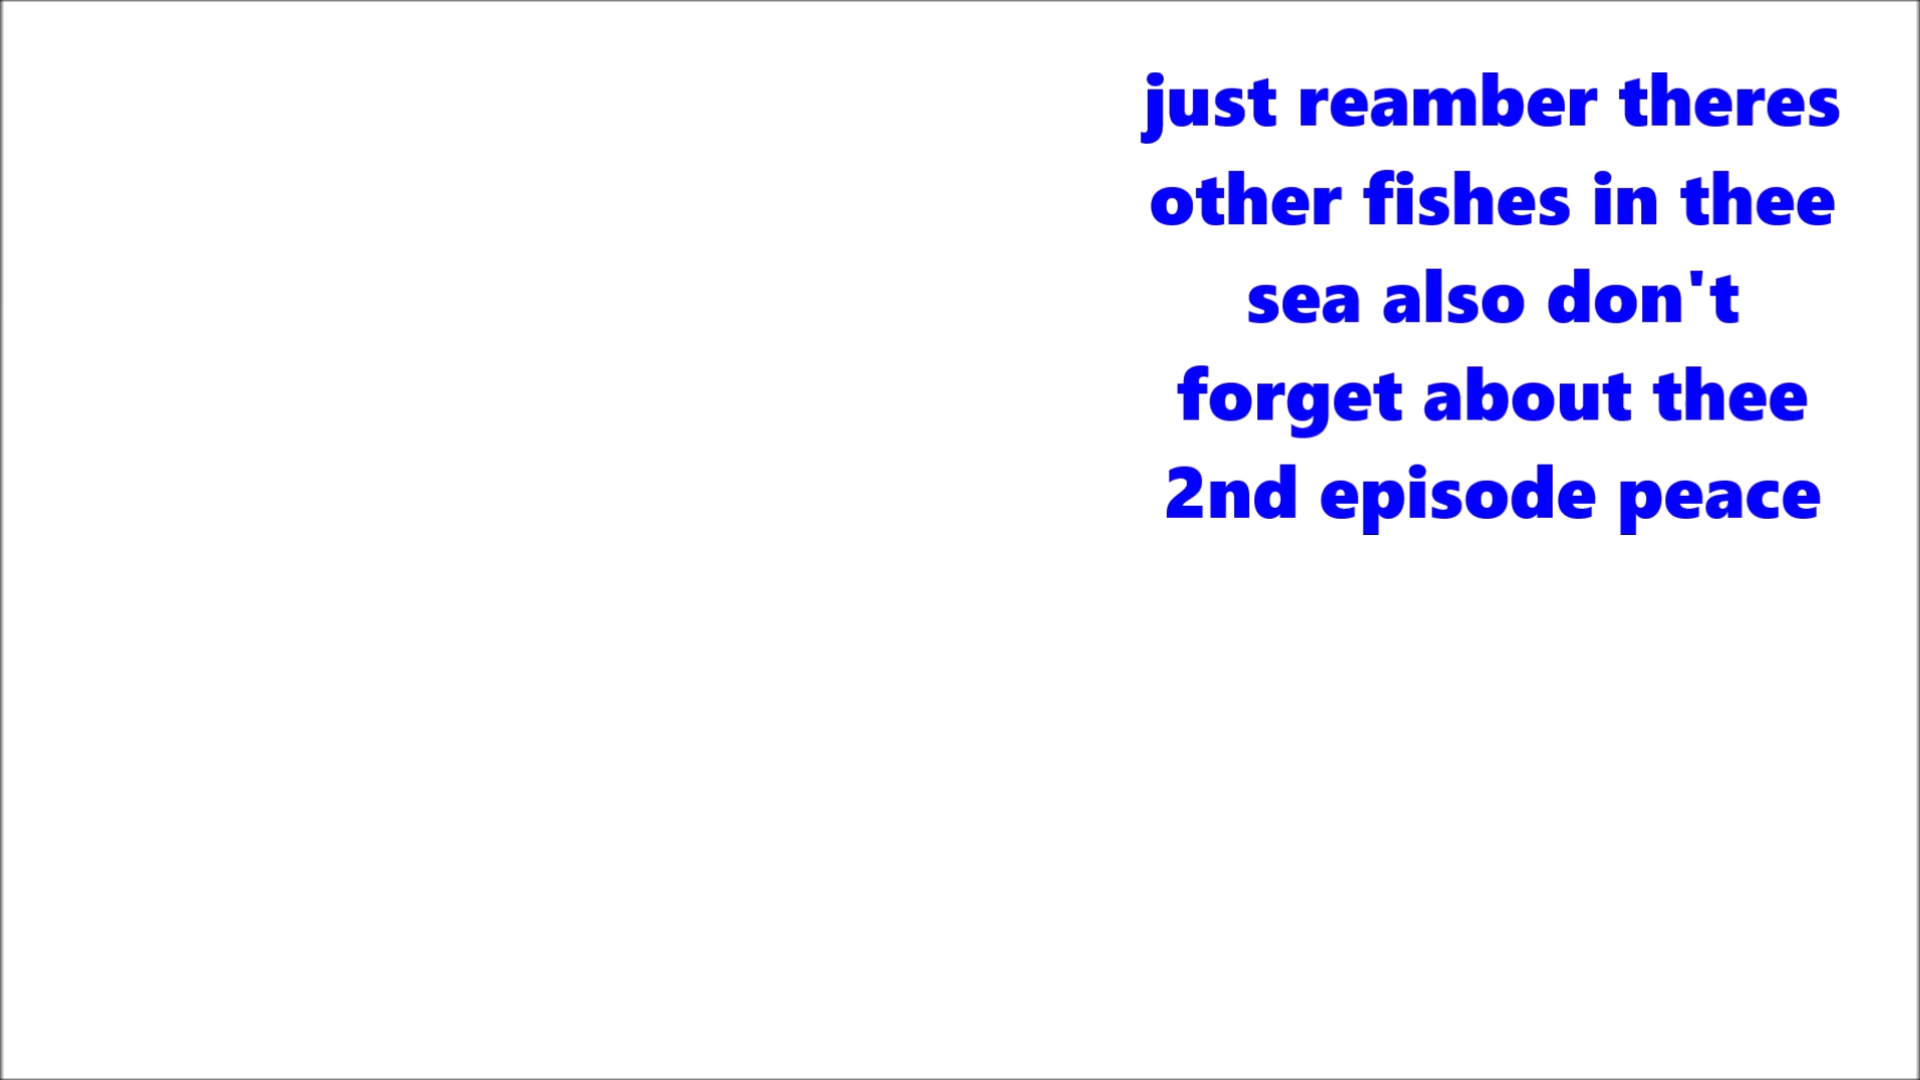 just reamber theres
other fishes in thee
sea also don't
forget about thee
2nd episode peace